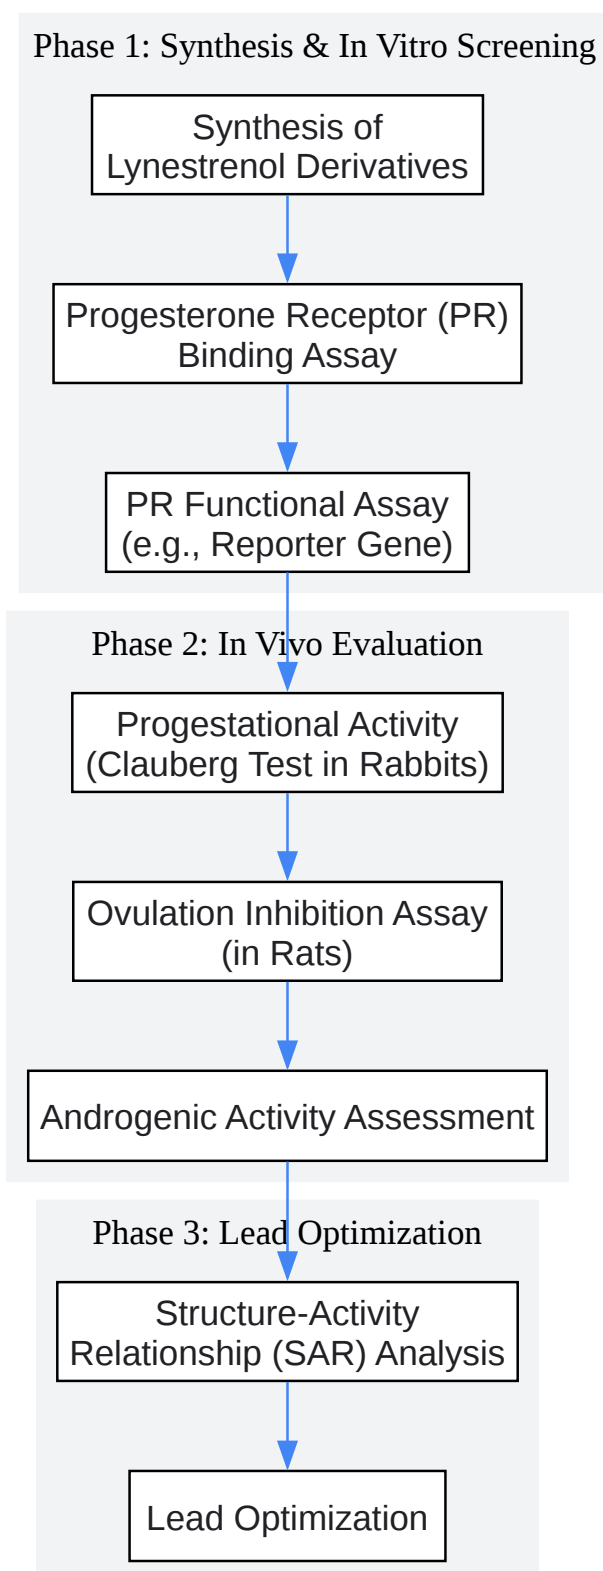 Phase 1: Synthesis & In Vitro Screening
Synthesis of
Lynestrenol Derivatives
Progesterone Receptor (PR)
Binding Assay
PR Functional Assay
(e.g., Reporter Gene)
Phase 2: In Vivo Evaluation
Progestational Activity
(Clauberg Test in Rabbits)
Ovulation Inhibition Assay
(in Rats)
Androgenic Activity Assessment
Phase 3: Lead Optimization
Structure-Activity
Relationship (SAR) Analysis
Lead Optimization